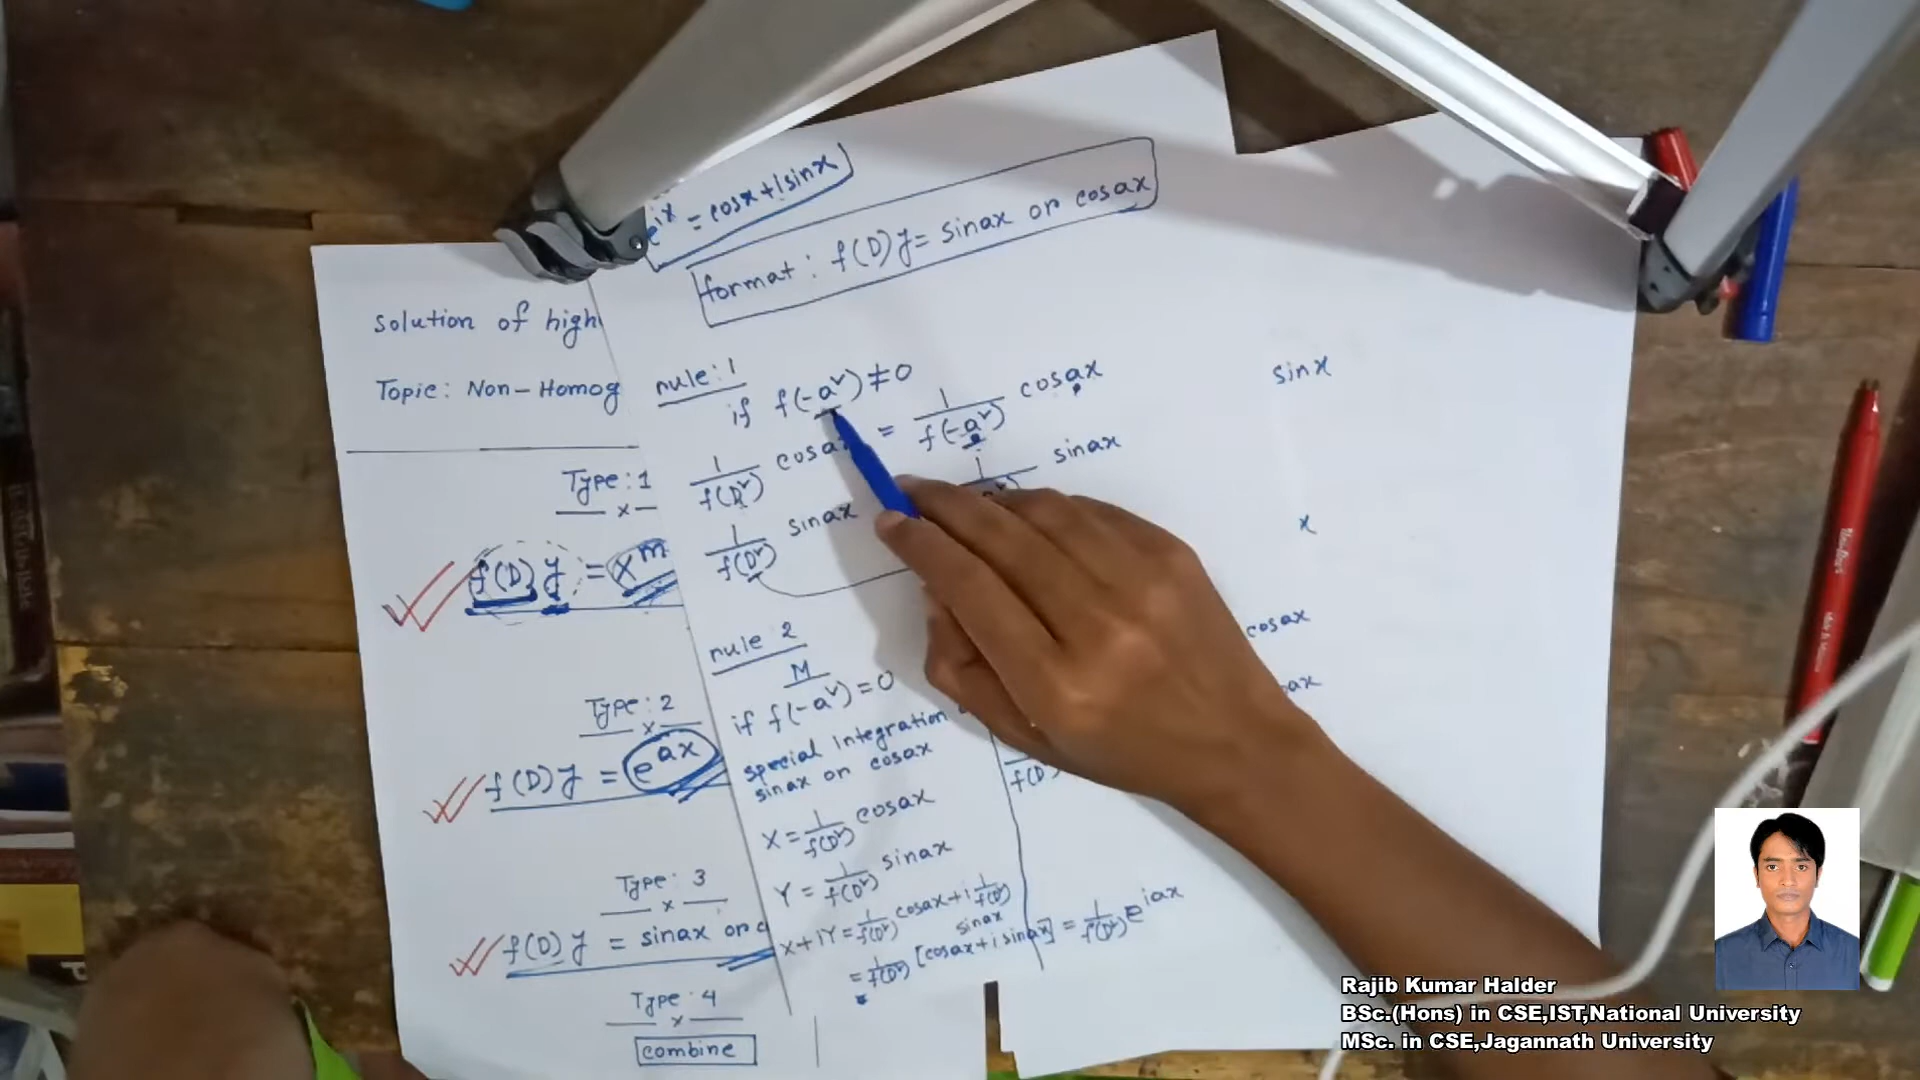 Solution of high
Topic: Non-Homog
Type: 1
f(D)y = x^m
Type: 2
f(D)y = e^ax
Type: 3
f(D)y = sinax or c
Type: 4
combine
e^ix = cosx+isinx
format: f(D)y = sinax or cosax
rule: 1
if f(-a²) ≠ 0
1/f(D²) cosax = 1/f(-a²) cosax
1/f(D²) sinax
sinax
rule 2
M
if f(-a²) = 0
special integration
sinax or cosax
X = 1/f(D²) cosax
Y = 1/f(D²) sinax
X+iY = 1/f(D²) cosax + i 1/f(D²) sinax
= 1/f(D²) [cosax+i sinax] = 1/f(D²) e^iax
sinx
x
cosax
ax
Rajib Kumar Halder
BSc.(Hons) in CSE,IST,National University
MSc. in CSE,Jagannath University